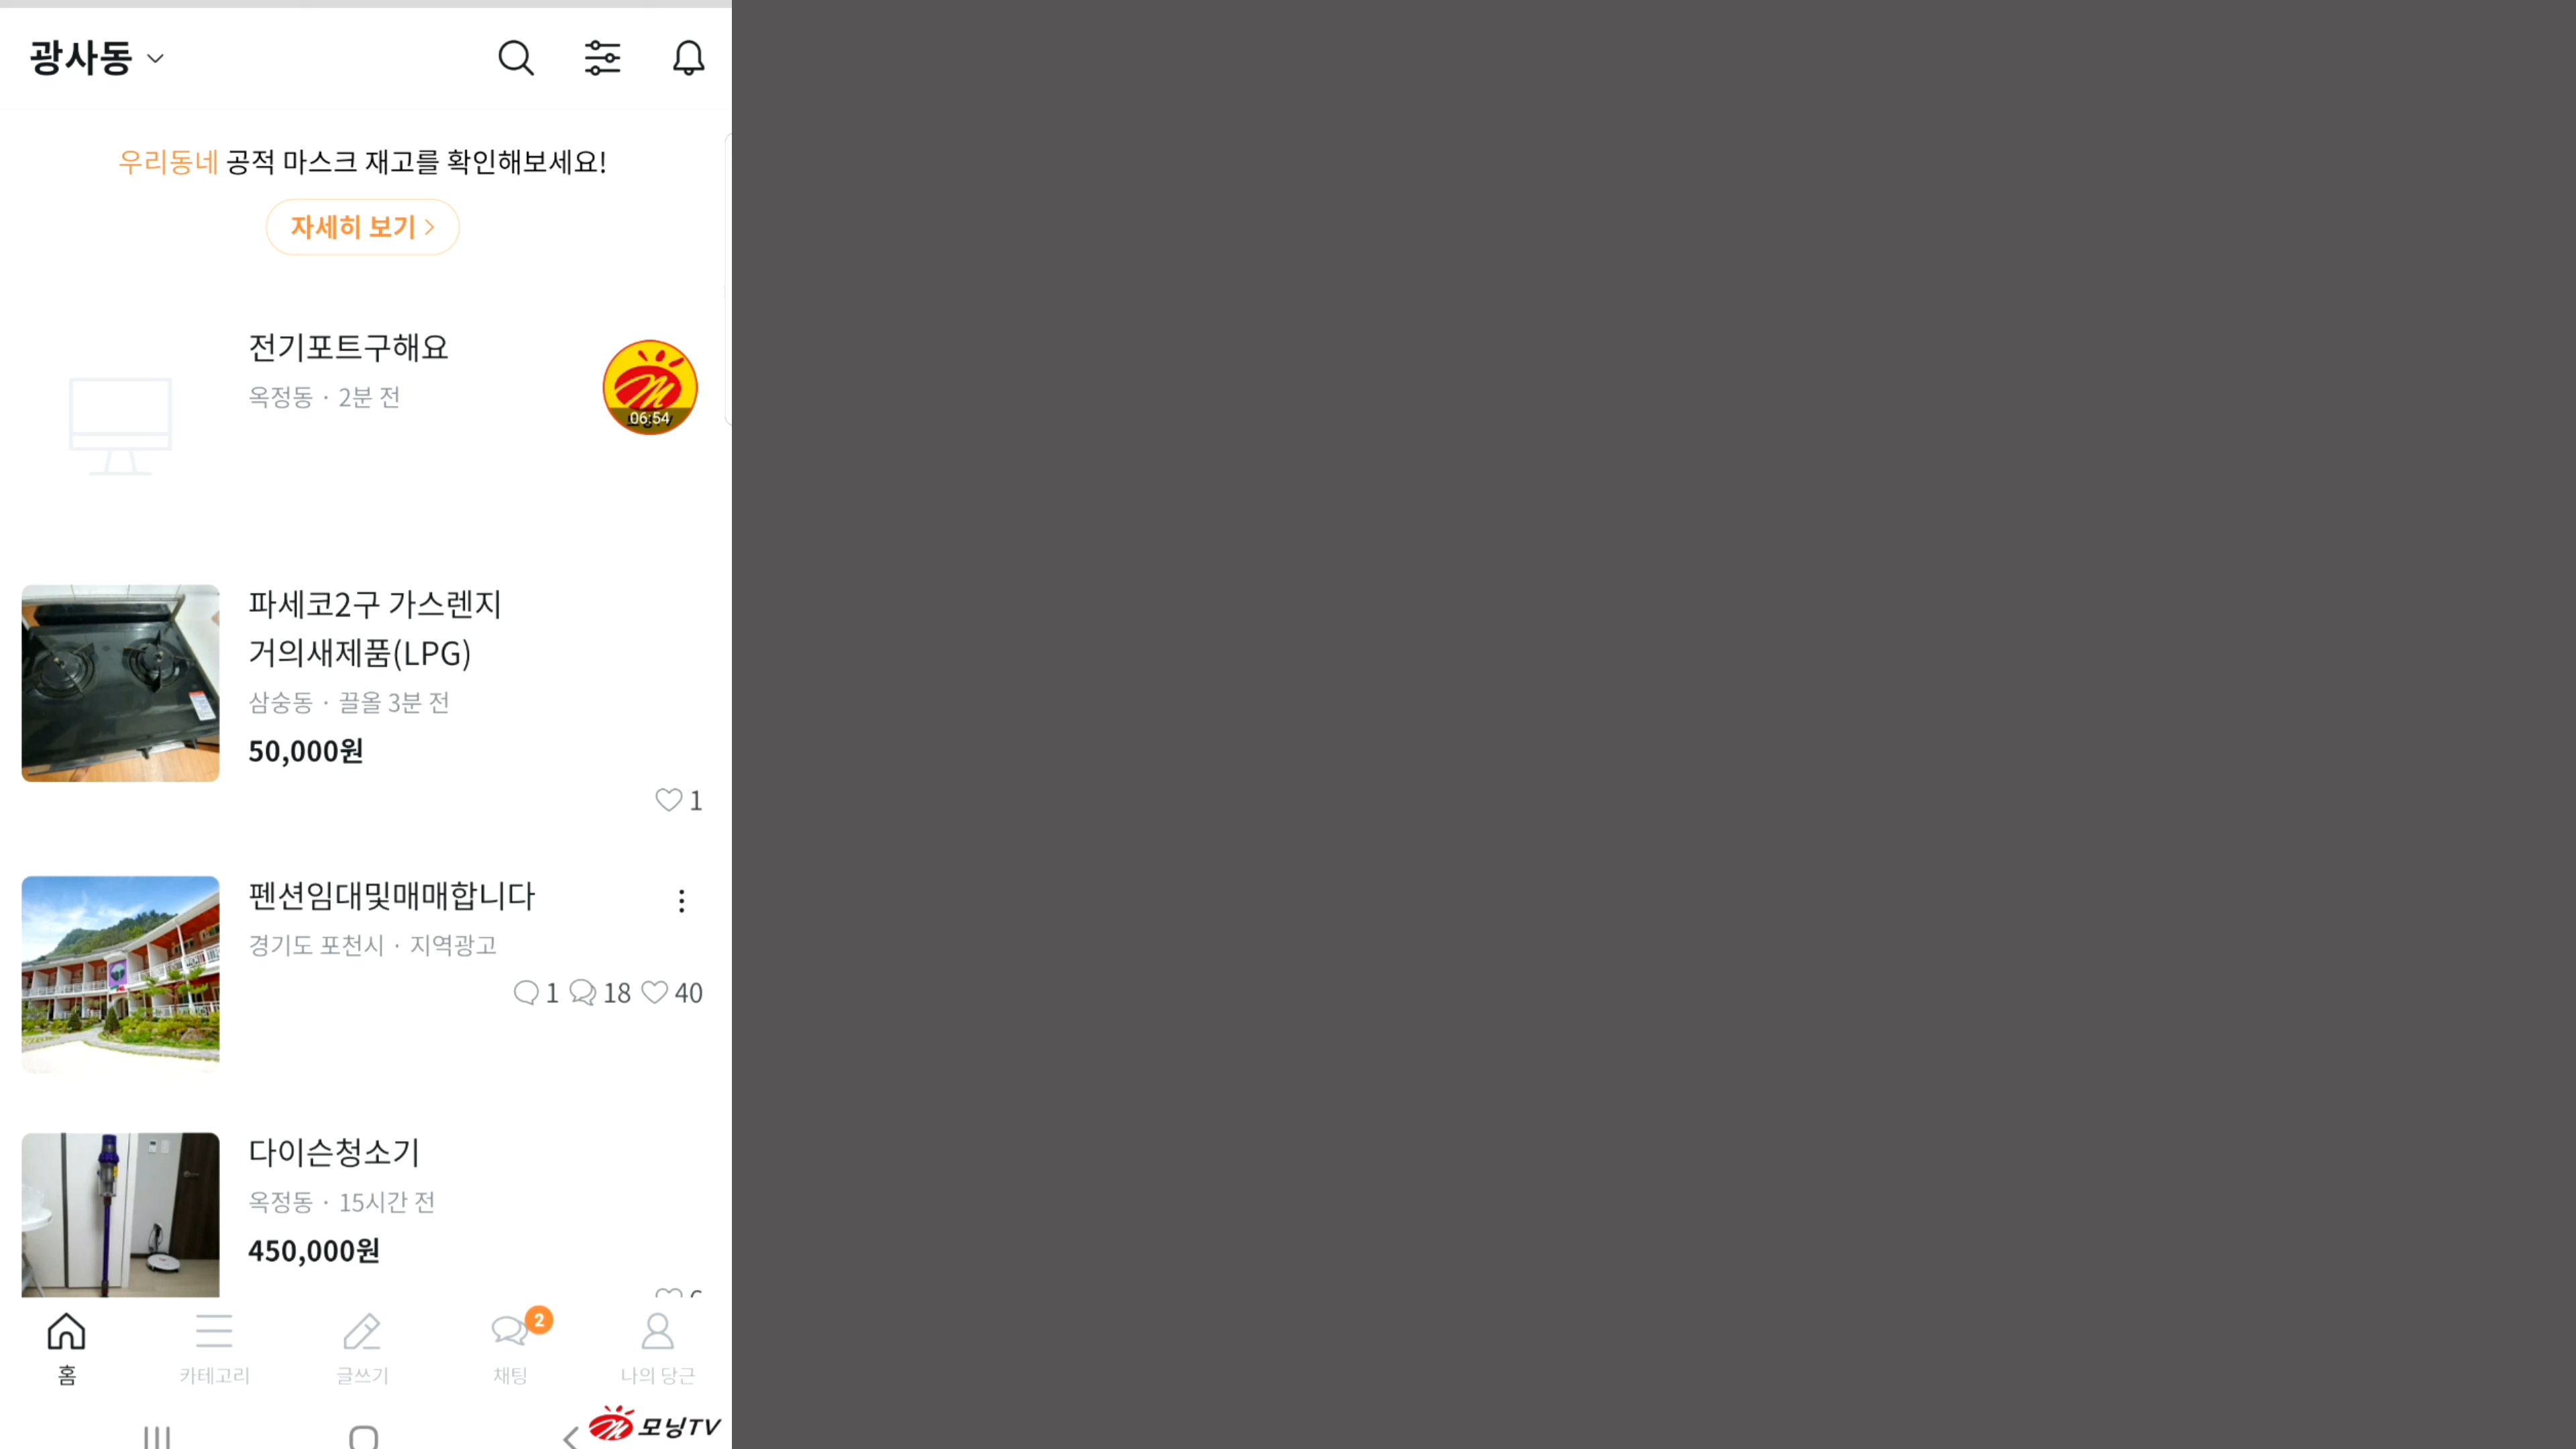 광사동
우리동네 공적 마스크 재고를 확인해보세요!
자세히 보기 >
전기포트구해요
옥정동 · 2분 전
06:54
파세코2구 가스렌지
거의새제품(LPG)
삼숭동 · 끌올 3분 전
50,000원
1
펜션임대및매매합니다
경기도 포천시 · 지역광고
1 18 40
다이슨청소기
옥정동 · 15시간 전
450,000원
2
홈 카테고리 글쓰기 채팅 나의 당근
모닝TV